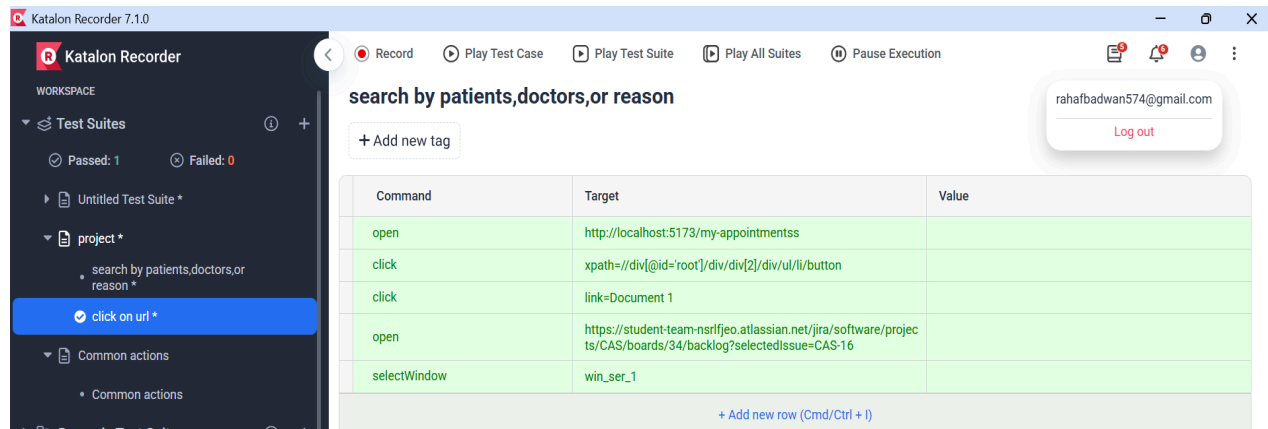 Katalon Recorder 7.1.0
Katalon Recorder
Record Play Test Case Play Test Suite Play All Suites Pause Execution 5 6
WORKSPACE
search by patients,doctors,or reason
rahafbadwan574@gmail.com
Log out
Test Suites
+ Add new tag
Passed: 1 Failed: 0
Untitled Test Suite *
project *
search by patients,doctors,or
reason *
click on url *
Common actions
Common actions
Command Target Value
open http://localhost:5173/my-appointmentss
click xpath=//div[@id='root']/div/div[2]/div/ul/li/button
click link=Document 1
open https://student-team-nsrlfjeo.atlassian.net/jira/software/projec
ts/CAS/boards/34/backlog?selectedIssue=CAS-16
selectWindow win_ser_1
+ Add new row (Cmd/Ctrl + I)